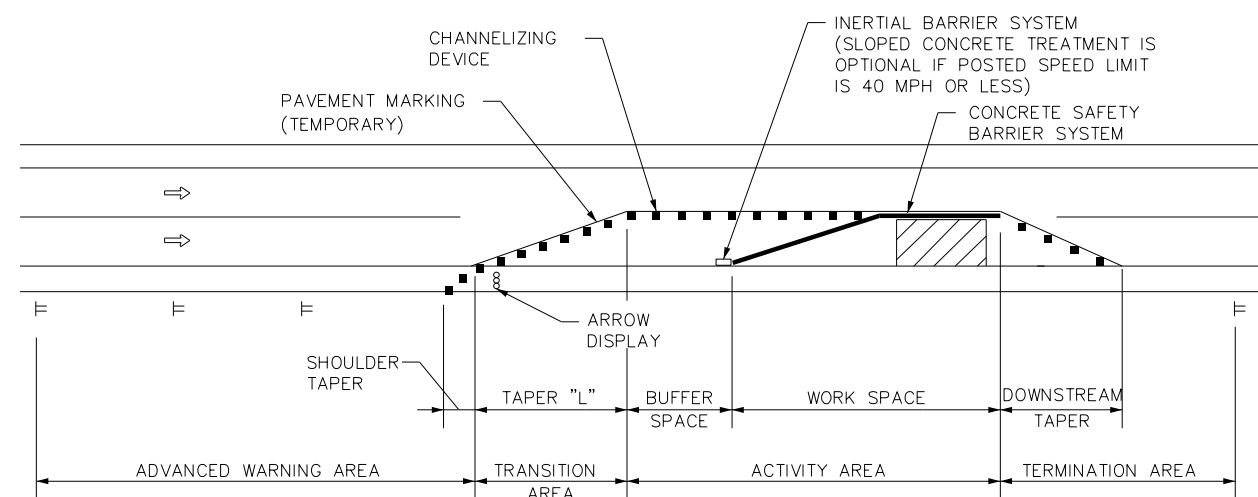 INERTIAL BARRIER SYSTEM
(SLOPED CONCRETE TREATMENT IS
OPTIONAL IF POSTED SPEED LIMIT
IS 40 MPH OR LESS)
CHANNELIZING
DEVICE
PAVEMENT MARKING
(TEMPORARY)
CONCRETE SAFETY
BARRIER SYSTEM
ARROW
DISPLAY
SHOULDER
TAPER
TAPER "L"
BUFFER
SPACE
WORK SPACE
DOWNSTREAM
TAPER
ADVANCED WARNING AREA
TRANSITION
AREA
ACTIVITY AREA
TERMINATION AREA